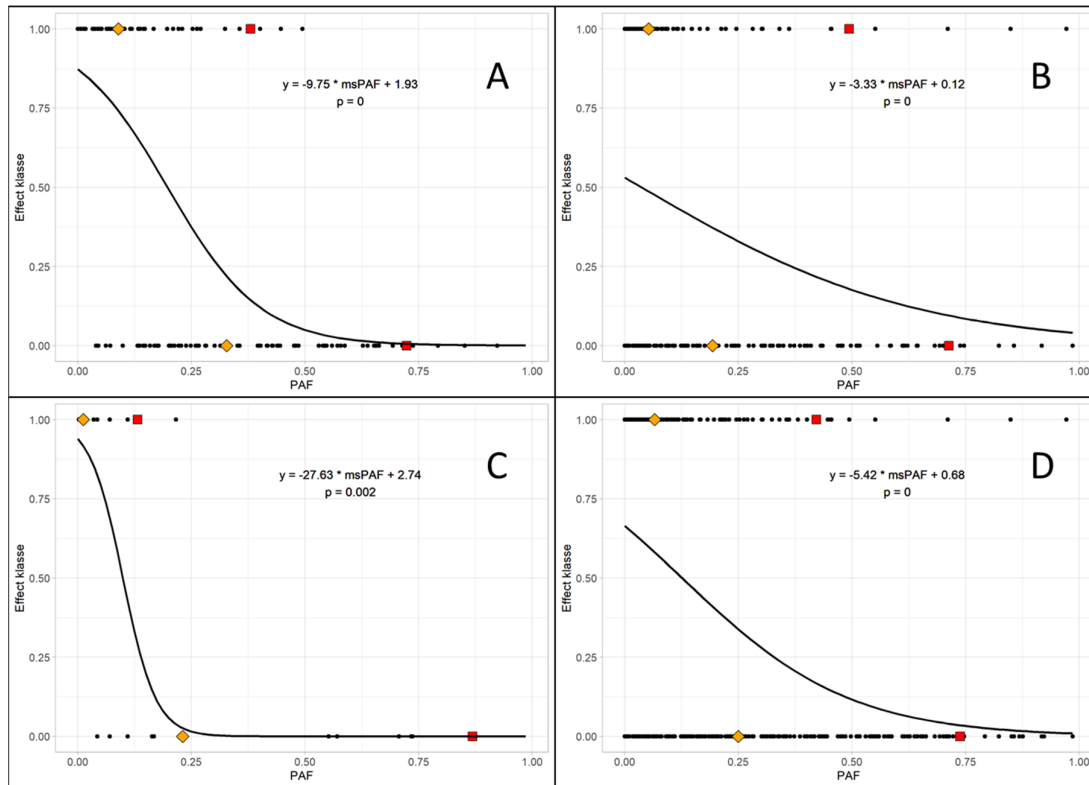 A
y = -9.75 * msPAF + 1.93
p = 0
Effect klasse
1.00
0.75
0.50
0.25
0.00
0.00
0.25
0.50
0.75
1.00
PAF
B
y = -3.33 * msPAF + 0.12
p = 0
Effect klasse
1.00
0.75
0.50
0.25
0.00
0.00
0.25
0.50
0.75
1.00
PAF
C
y = -27.63 * msPAF + 2.74
p = 0.002
Effect klasse
1.00
0.75
0.50
0.25
0.00
0.00
0.25
0.50
0.75
1.00
PAF
D
y = -5.42 * msPAF + 0.68
p = 0
Effect klasse
1.00
0.75
0.50
0.25
0.00
0.00
0.25
0.50
0.75
1.00
PAF